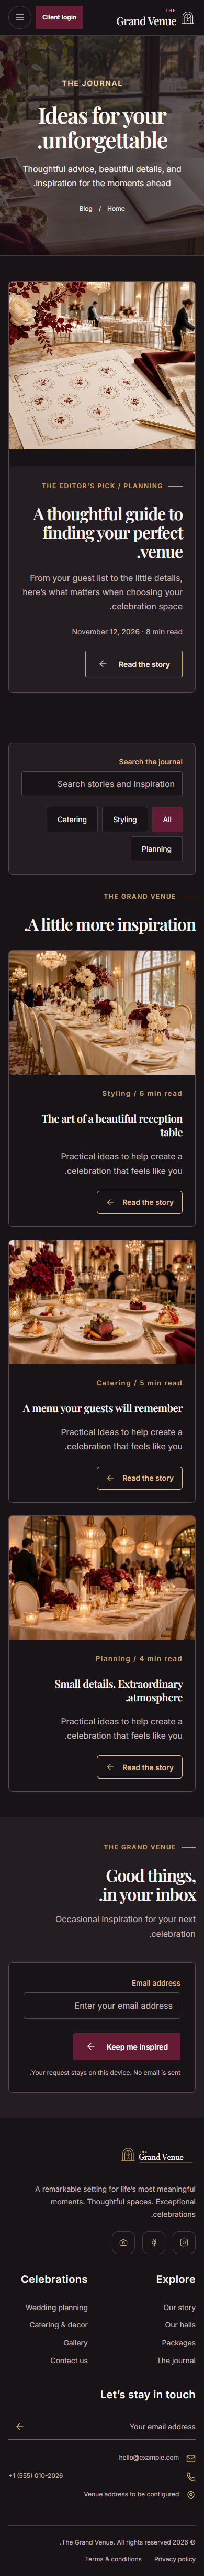 THE
Grand Venue
Client login
THE JOURNAL
Ideas for your
unforgettable.
Thoughtful advice, beautiful details, and
inspiration for the moments ahead.
Home / Blog
THE EDITOR'S PICK / PLANNING
A thoughtful guide to
finding your perfect
venue.
From your guest list to the little details,
here's what matters when choosing your
celebration space.
November 12, 2026 · 8 min read
Read the story
Search the journal
Search stories and inspiration
All
Styling
Catering
Planning
THE GRAND VENUE
A little more inspiration.
Styling / 6 min read
The art of a beautiful reception
table
Practical ideas to help create a
celebration that feels like you.
Read the story
Catering / 5 min read
A menu your guests will remember
Practical ideas to help create a
celebration that feels like you.
Read the story
Planning / 4 min read
Small details. Extraordinary
atmosphere.
Practical ideas to help create a
celebration that feels like you.
Read the story
THE GRAND VENUE
Good things,
in your inbox.
Occasional inspiration for your next
celebration.
Email address
Enter your email address
Keep me inspired
Your request stays on this device. No email is sent.
THE
Grand Venue
A remarkable setting for life's most meaningful
moments. Thoughtful spaces. Exceptional
celebrations.
Explore
Our story
Our halls
Packages
The journal
Celebrations
Wedding planning
Catering & decor
Gallery
Contact us
Let's stay in touch
Your email address
hello@example.com
+1 (555) 010-2026
Venue address to be configured
© 2026 The Grand Venue. All rights reserved.
Privacy policy
Terms & conditions